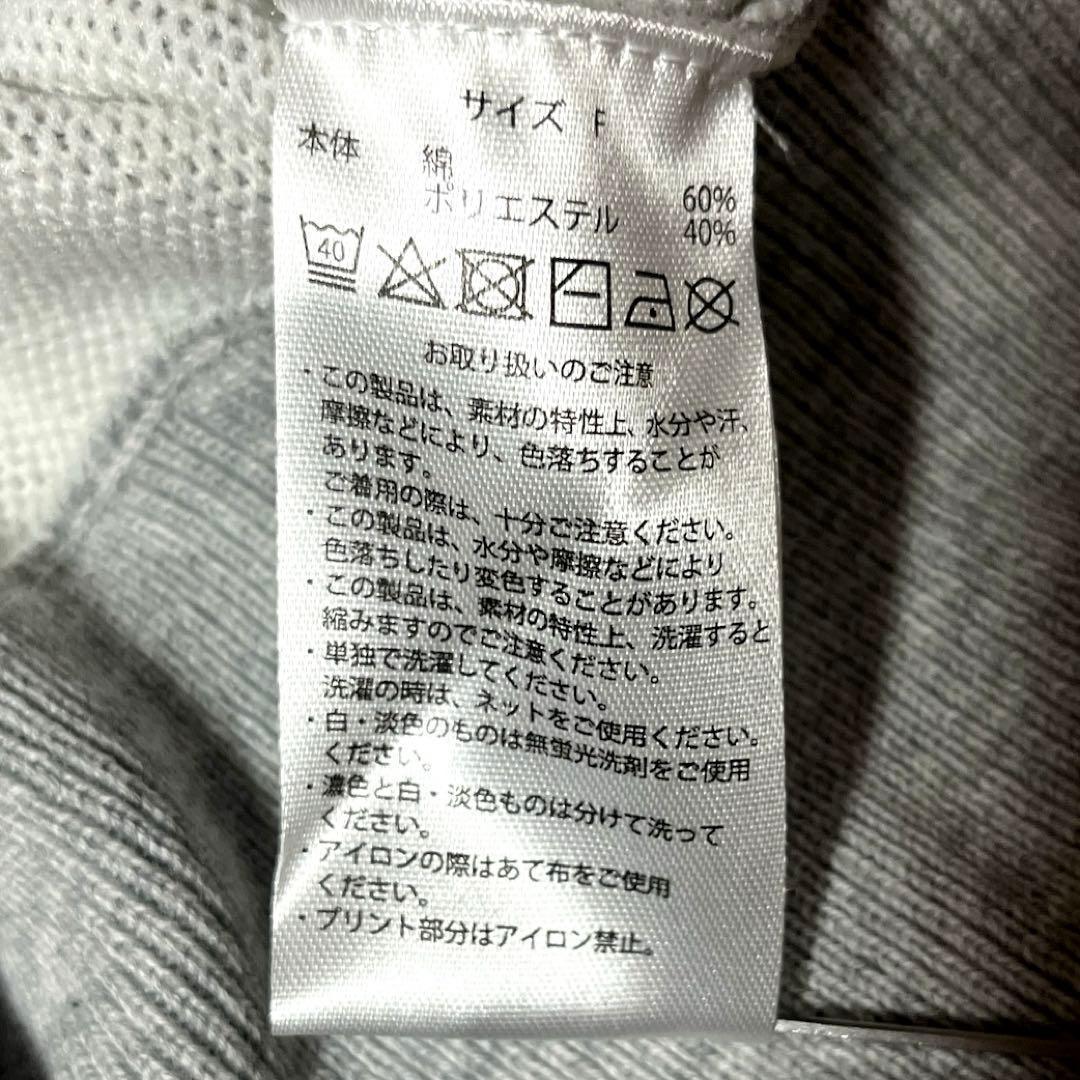 サイズ F
本体 綿 60%
ポリエステル 40%
40
お取り扱いのご注意
・この製品は、素材の特性上、水分や汗、
摩擦などにより、色落ちすることが
あります。
ご着用の際は、十分ご注意ください。
・この製品は、水分や摩擦などにより
色落ちしたり変色することがあります。
・この製品は、素材の特性上、洗濯すると
縮みますのでご注意ください。
・単独で洗濯してください。
洗濯の時は、ネットをご使用ください。
・白・淡色のものは無蛍光洗剤をご使用
ください。
・濃色と白・淡色ものは分けて洗って
ください。
・アイロンの際はあて布をご使用
ください。
・プリント部分はアイロン禁止。